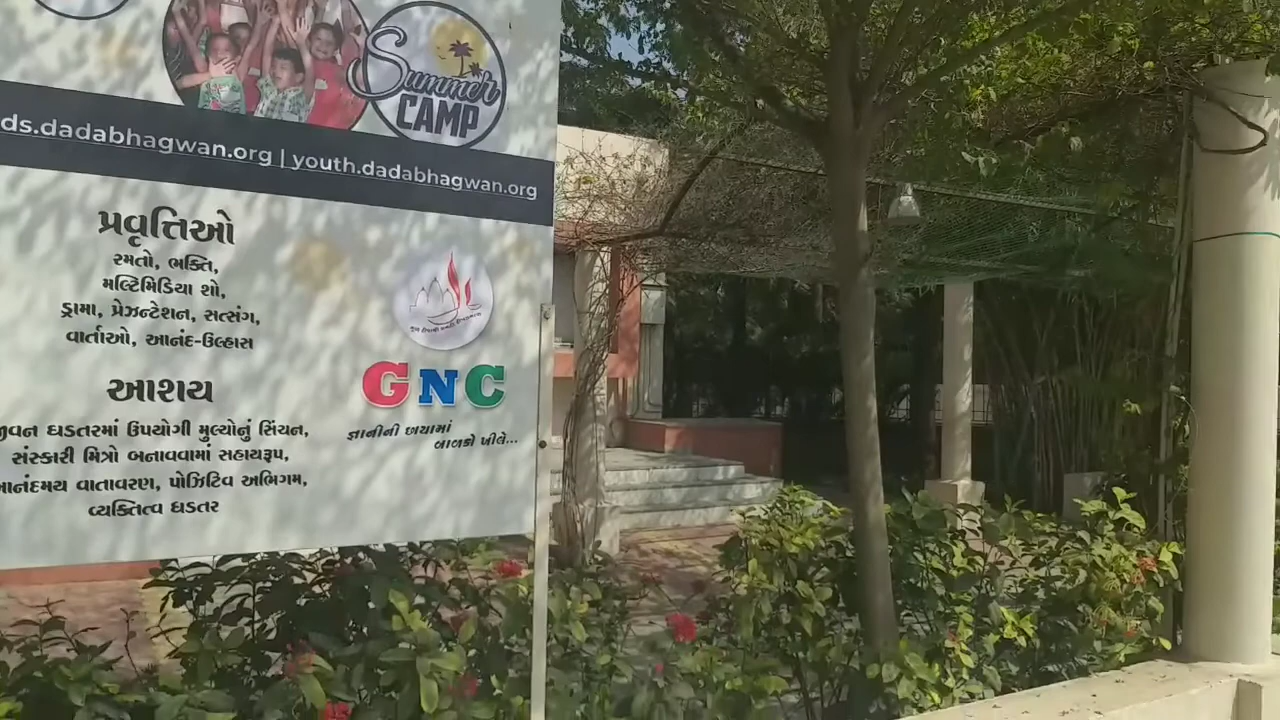 Summer
CAMP
ds.dadabhagwan.org | youth.dadabhagwan.org
પ્રવૃત્તિઓ
રમતો, ભક્તિ,
મલ્ટિમિડિયા શો,
ડ્રામા, પ્રેઝન્ટેશન, સત્સંગ,
વાર્તાઓ, આનંદ-ઉલ્હાસ
આશય
જીવન ઘડતરમાં ઉપયોગી મુલ્યોનું સિંચન,
સંસ્કારી મિત્રો બનાવવામાં સહાયરૂપ,
આનંદમય વાતાવરણ, પોઝિટિવ અભિગમ,
વ્યક્તિત્વ ઘડતર
GNC
જ્ઞાનીની છાયામાં
બાળકો ખીલે...